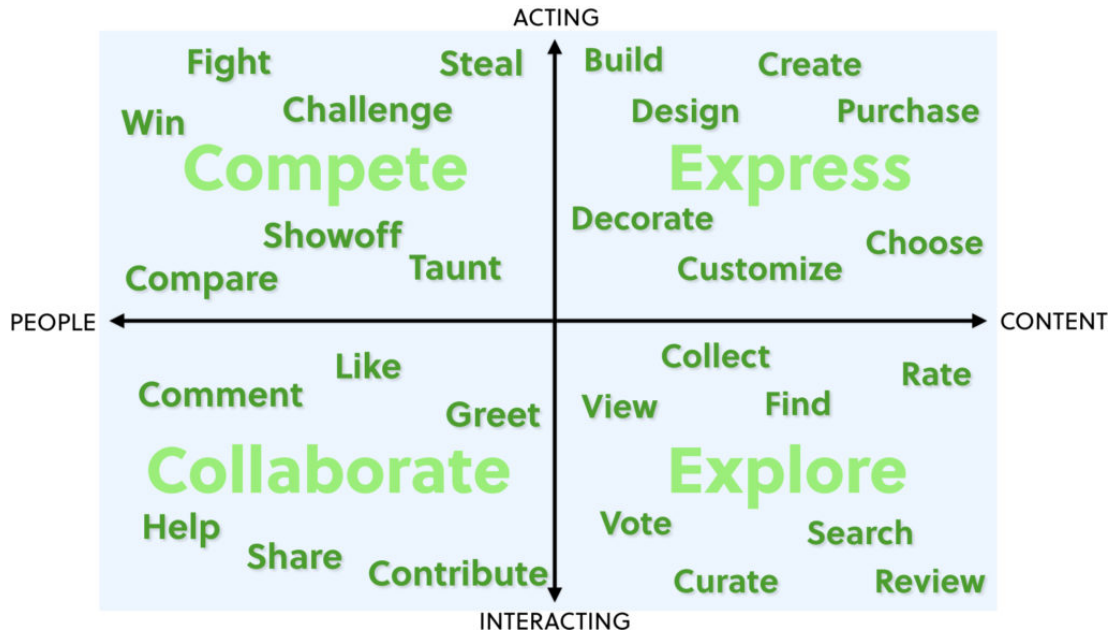 ACTING
Fight
Steal
Challenge
Win
Compete
Showoff
Taunt
Compare
Build
Create
Design
Purchase
Express
Decorate
Choose
Customize
PEOPLE
CONTENT
Like
Comment
Greet
Collaborate
Help
Share
Contribute
Collect
Rate
View
Find
Explore
Vote
Search
Curate
Review
INTERACTING